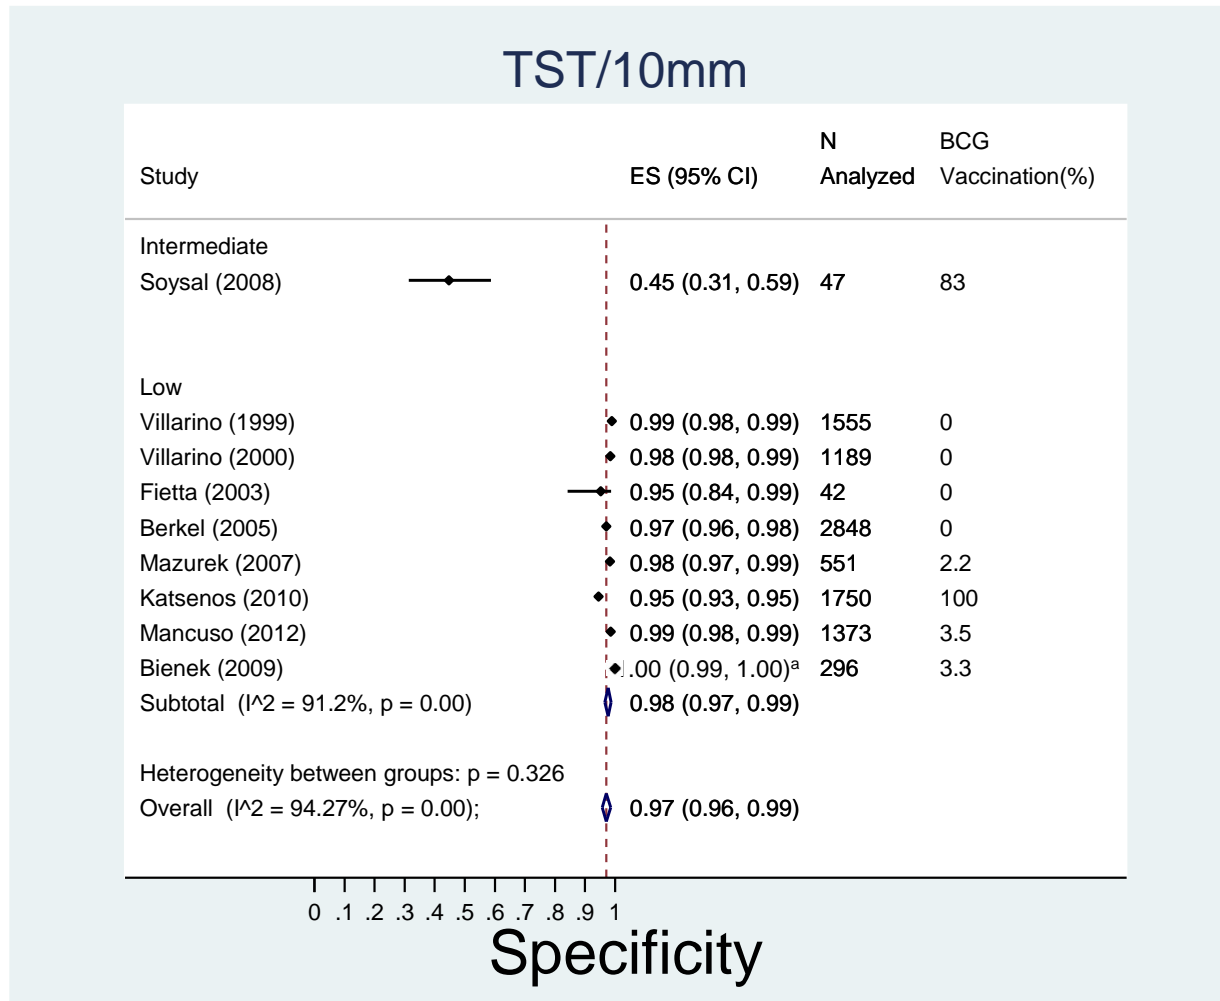 TST/10mm
N BCG
Study ES (95% CI) Analyzed Vaccination(%)
Intermediate
Soysal (2008) 0.45 (0.31, 0.59) 47 83
Low
Villarino (1999) 0.99 (0.98, 0.99) 1555 0
Villarino (2000) 0.98 (0.98, 0.99) 1189 0
Fietta (2003) 0.95 (0.84, 0.99) 42 0
Berkel (2005) 0.97 (0.96, 0.98) 2848 0
Mazurek (2007) 0.98 (0.97, 0.99) 551 2.2
Katsenos (2010) 0.95 (0.93, 0.95) 1750 100
Mancuso (2012) 0.99 (0.98, 0.99) 1373 3.5
Bienek (2009) .00 (0.99, 1.00)ᵃ 296 3.3
Subtotal (I^2 = 91.2%, p = 0.00) 0.98 (0.97, 0.99)
Heterogeneity between groups: p = 0.326
Overall (I^2 = 94.27%, p = 0.00); 0.97 (0.96, 0.99)
0 .1 .2 .3 .4 .5 .6 .7 .8 .9 1
Specificity